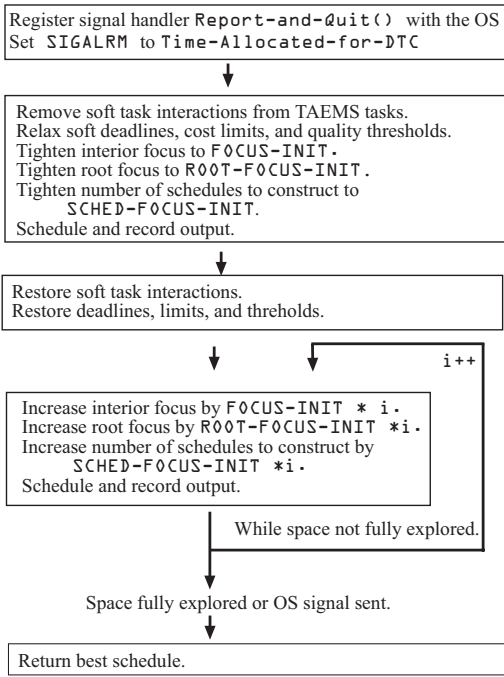 Register signal handler Report-and-Quit() with the OS
Set SIGALRM to Time-Allocated-for-DTC
Remove soft task interactions from TAEMS tasks.
Relax soft deadlines, cost limits, and quality thresholds.
Tighten interior focus to FOCUS-INIT.
Tighten root focus to ROOT-FOCUS-INIT.
Tighten number of schedules to construct to
SCHED-FOCUS-INIT.
Schedule and record output.
Restore soft task interactions.
Restore deadlines, limits, and threholds.
i++
Increase interior focus by FOCUS-INIT * i.
Increase root focus by ROOT-FOCUS-INIT *i.
Increase number of schedules to construct by
SCHED-FOCUS-INIT *i.
Schedule and record output.
While space not fully explored.
Space fully explored or OS signal sent.
Return best schedule.